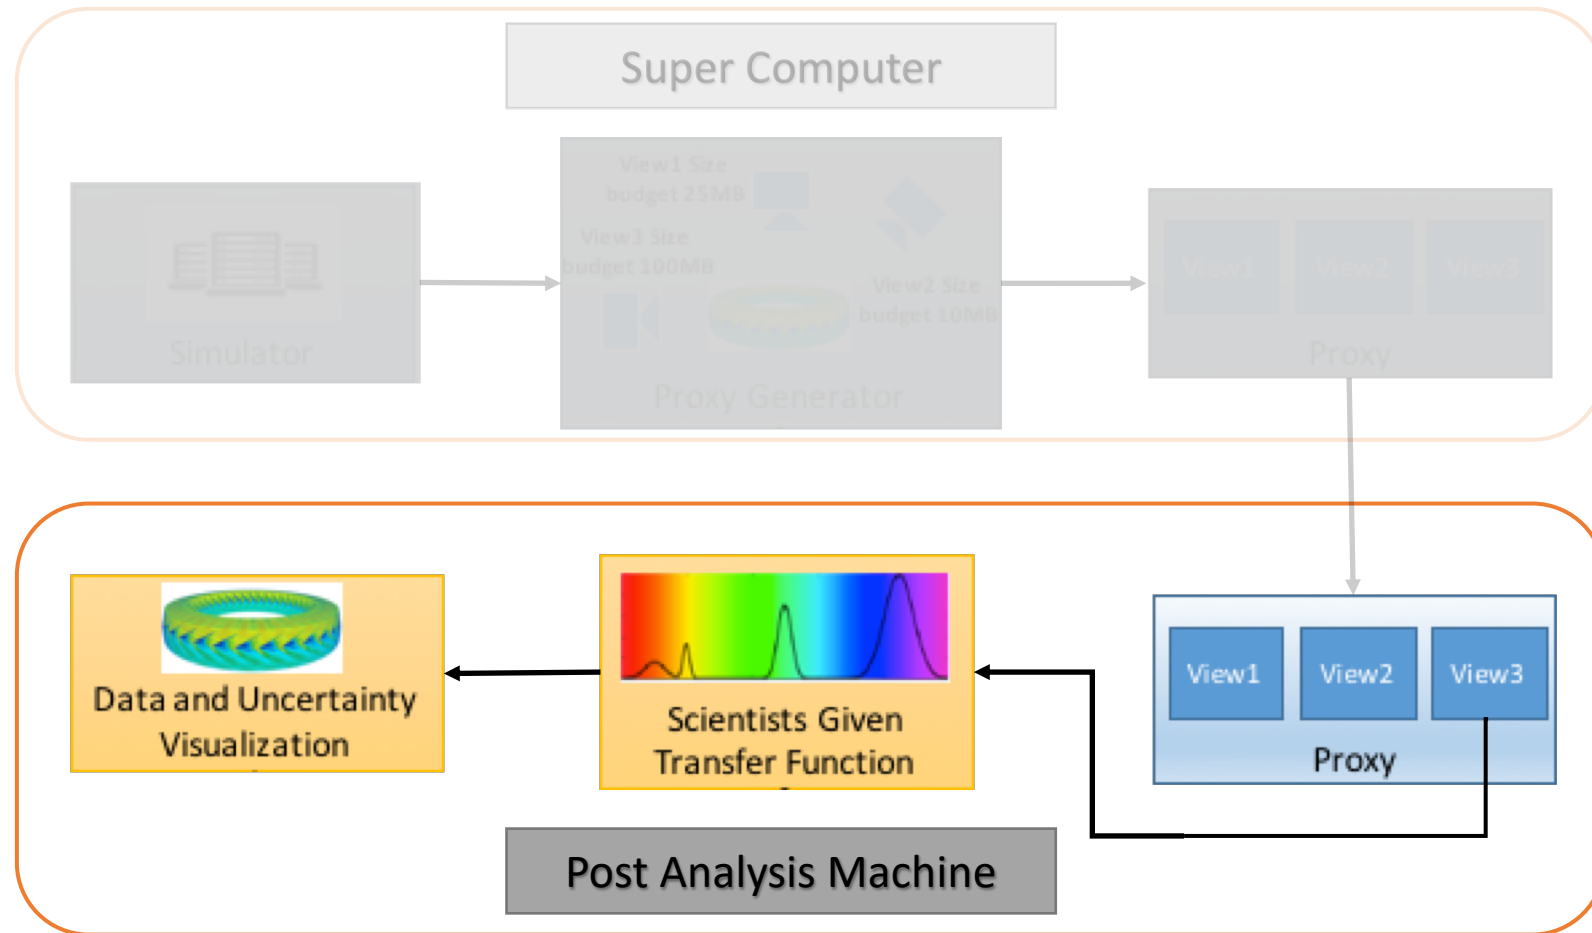 Super Computer
View1 Size
budget 25MB
View3 Size
budget 100MB
View2 Size
budget 10MB
Simulator
Proxy Generator
View1
View2
View3
Proxy
Data and Uncertainty
Visualization
Scientists Given
Transfer Function
View1
View2
View3
Proxy
Post Analysis Machine